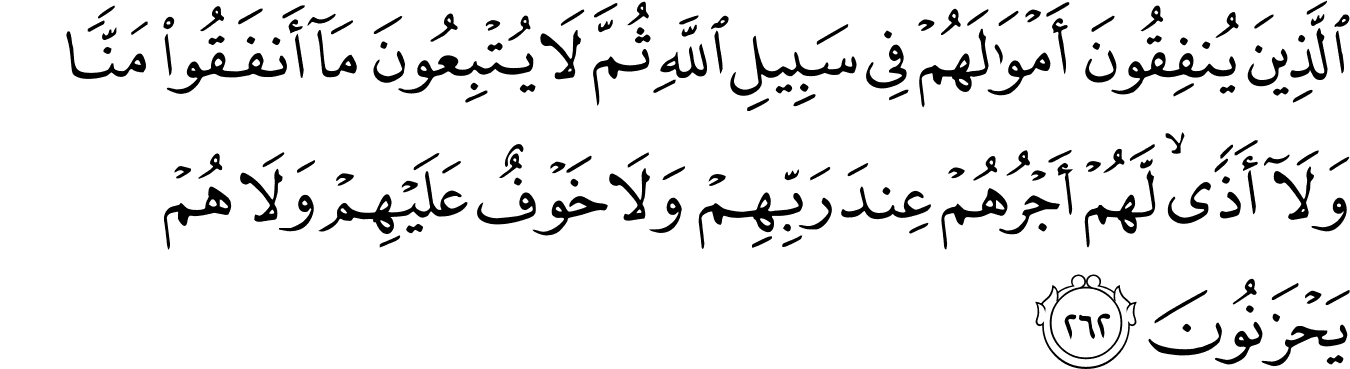 ٱلَّذِينَ يُنفِقُونَ أَمْوَٰلَهُمْ فِى سَبِيلِ ٱللَّهِ ثُمَّ لَا يُتْبِعُونَ مَآ أَنفَقُوا۟ مَنًّا
وَلَآ أَذًى ۙ لَّهُمْ أَجْرُهُمْ عِندَ رَبِّهِمْ وَلَا خَوْفٌ عَلَيْهِمْ وَلَا هُمْ
يَحْزَنُونَ ٢٦٢